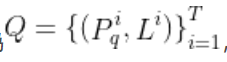 Q = {(P_q^i, L^i)}_{i=1}^T,